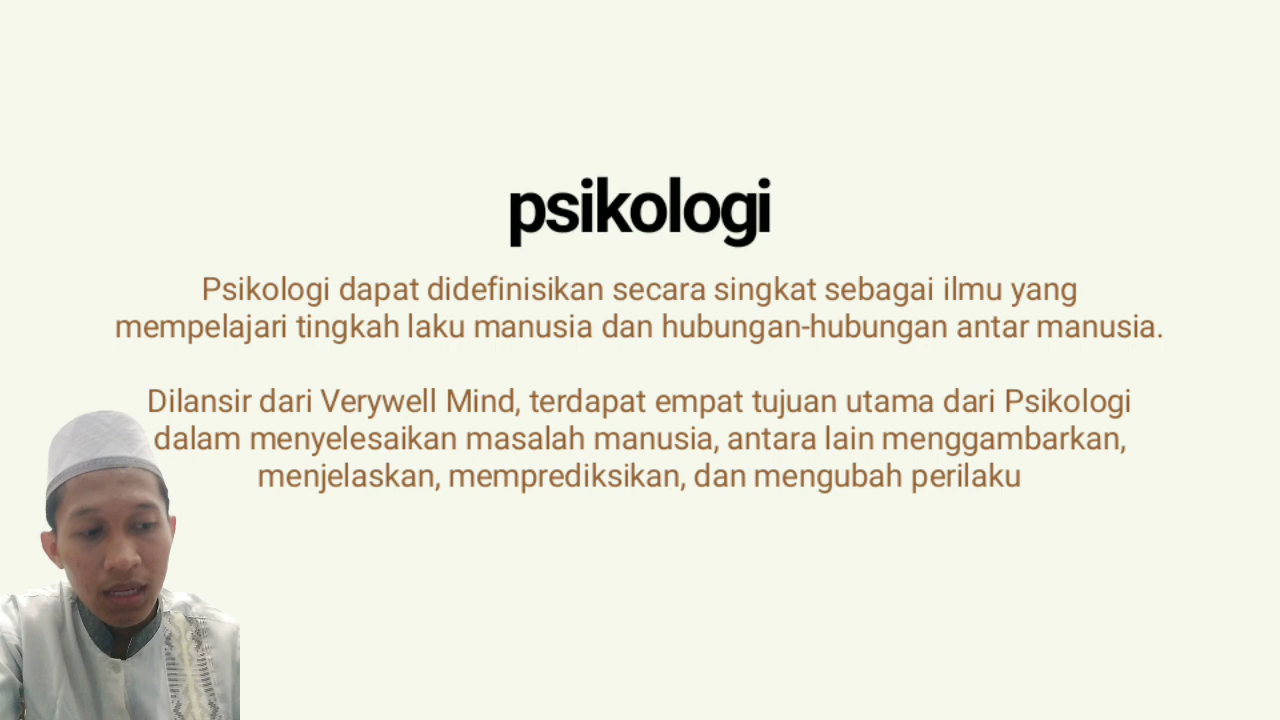 psikologi
Psikologi dapat didefinisikan secara singkat sebagai ilmu yang
mempelajari tingkah laku manusia dan hubungan-hubungan antar manusia.
Dilansir dari Verywell Mind, terdapat empat tujuan utama dari Psikologi
dalam menyelesaikan masalah manusia, antara lain menggambarkan,
menjelaskan, memprediksikan, dan mengubah perilaku